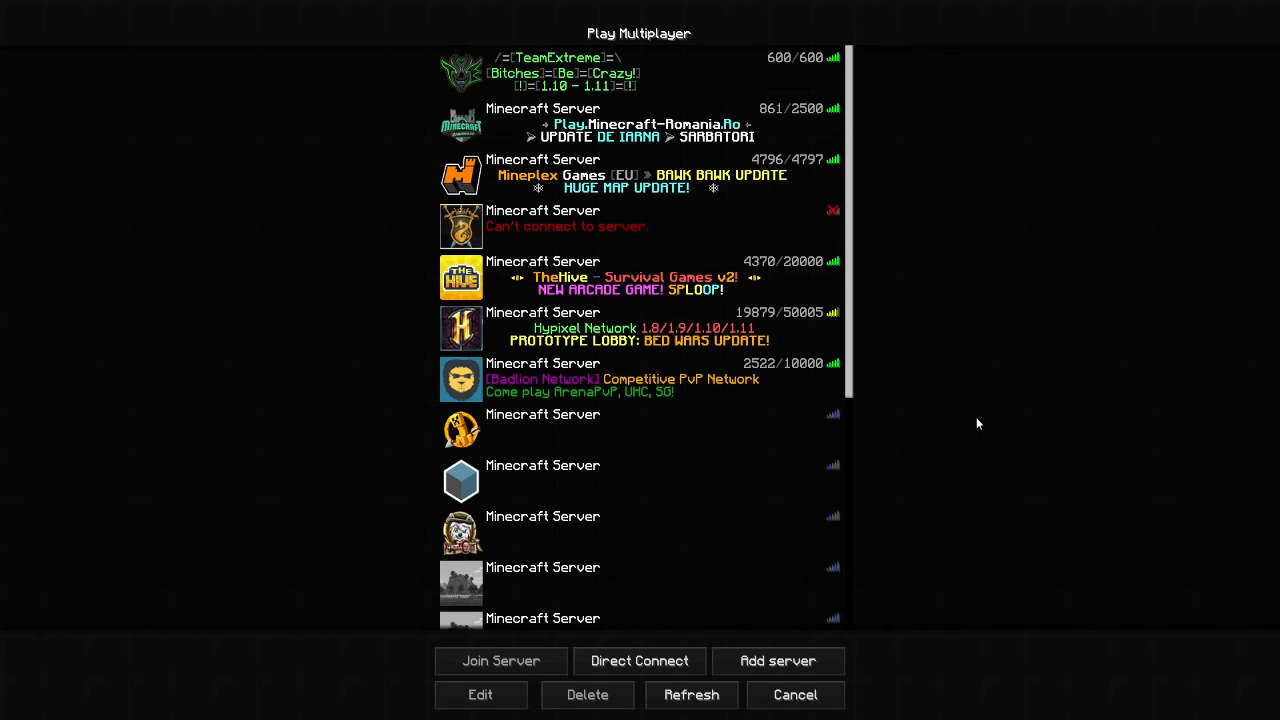 Play Multiplayer
/=[TeamExtreme]=\ 600/600
[Bitches]=[Be]=[Crazy!]
[!]=[1.10 - 1.11]=[!]
Minecraft Server 861/2500
Play.Minecraft-Romania.Ro
➢ UPDATE DE IARNA ➢ SARBATORI
Minecraft Server 4796/4797
Mineplex Games [EU] » BAWK BAWK UPDATE
❄ HUGE MAP UPDATE! ❄
Minecraft Server
Can't connect to server.
Minecraft Server 4370/20000
THE HIVE
TheHive - Survival Games v2!
NEW ARCADE GAME! SPLOOP!
Minecraft Server 19879/50005
Hypixel Network 1.8/1.9/1.10/1.11
PROTOTYPE LOBBY: BED WARS UPDATE!
Minecraft Server 2522/10000
[Badlion Network] Competitive PvP Network
Come play ArenaPvP, UHC, SG!
Minecraft Server
Minecraft Server
Minecraft Server
Minecraft Server
Minecraft Server
Join Server Direct Connect Add server
Edit Delete Refresh Cancel